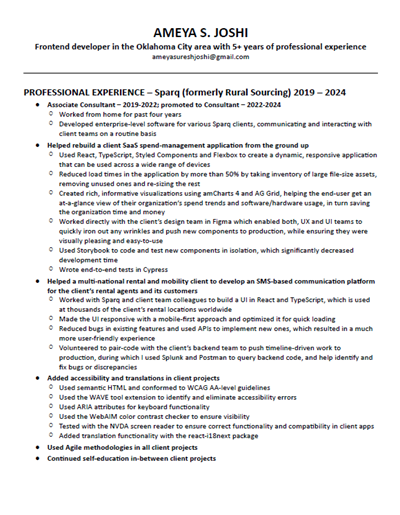 AMEYA S. JOSHI
Frontend developer in the Oklahoma City area with 5+ years of professional experience
ameyasureshjoshi@gmail.com
PROFESSIONAL EXPERIENCE – Sparq (formerly Rural Sourcing) 2019 – 2024
● Associate Consultant – 2019-2022; promoted to Consultant – 2022-2024
○ Worked from home for past four years
○ Developed enterprise-level software for various Sparq clients, communicating and interacting with
client teams on a routine basis
● Helped rebuild a client SaaS spend-management application from the ground up
○ Used React, TypeScript, Styled Components and Flexbox to create a dynamic, responsive application
that can be used across a wide range of devices
○ Reduced load times in the application by more than 50% by taking inventory of large file-size assets,
removing unused ones and re-sizing the rest
○ Created rich, informative visualizations using amCharts 4 and AG Grid, helping the end-user get an
at-a-glance view of their organization's spend trends and software/hardware usage, in turn saving
the organization time and money
○ Worked directly with the client's design team in Figma which enabled both, UX and UI teams to
quickly iron out any wrinkles and push new components to production, while ensuring they were
visually pleasing and easy-to-use
○ Used Storybook to code and test new components in isolation, which significantly decreased
development time
○ Wrote end-to-end tests in Cypress
● Helped a multi-national rental and mobility client to develop an SMS-based communication platform
for the client's rental agents and its customers
○ Worked with Sparq and client team colleagues to build a UI in React and TypeScript, which is used
at thousands of the client's rental locations worldwide
○ Made the UI responsive with a mobile-first approach and optimized it for quick loading
○ Reduced bugs in existing features and used APIs to implement new ones, which resulted in a much
more user-friendly experience
○ Volunteered to pair-code with the client's backend team to push timeline-driven work to
production, during which I used Splunk and Postman to query backend code, and help identify and
fix bugs or discrepancies
● Added accessibility and translations in client projects
○ Used semantic HTML and conformed to WCAG AA-level guidelines
○ Used the WAVE tool extension to identify and eliminate accessibility errors
○ Used ARIA attributes for keyboard functionality
○ Used the WebAIM color contrast checker to ensure visibility
○ Tested with the NVDA screen reader to ensure correct functionality and compatibility in client apps
○ Added translation functionality with the react-i18next package
● Used Agile methodologies in all client projects
● Continued self-education in-between client projects